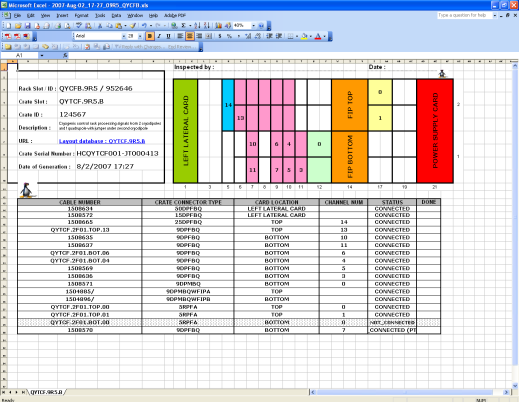 Microsoft Excel - 2007-Aug-02_17-27_09R5_QYCFB.xls
File Edit View Insert Format Tools Data Window Help Adobe PDF
Type a question for help
Arial
40%
A1
Inspected by :
Date :
Rack Slot / ID : QYCFB.9R5 / 952646
Crate Slot : QYTCF.9R5.B
Crate ID : 124567
Description :
URL : Layout database : QYTCF.9R5.B
Crate Serial Number : HCQYTCF001-JT000413
Date of Generation : 8/2/2007 17:27
LEFT LATERAL CARD
14
13
10 9 4
11 7 5 3
0
FIP TOP
FIP BOTTOM
0
1
POWER SUPPLY CARD
2
1
1 3 4 5 6 7 8 9 10 12 14 17 19 21
CABLE NUMBER CRATE CONNECTOR TYPE CARD LOCATION CHANNEL NUM STATUS DONE
1508634 50DPFBQ LEFT LATERAL CARD CONNECTED
1508572 15DPFBQ LEFT LATERAL CARD CONNECTED
1508665 25DPFBQ TOP 14 CONNECTED
QYTCF.2F01.TOP.13 9DPFBQ TOP 13 CONNECTED
1508635 9DPFBQ BOTTOM 10 CONNECTED
1508637 9DPFBQ BOTTOM 11 CONNECTED
QYTCF.2F01.BOT.06 9DPFBQ BOTTOM 6 CONNECTED
QYTCF.2F01.BOT.04 9DPFBQ BOTTOM 4 CONNECTED
1508569 9DPFBQ BOTTOM 5 CONNECTED
1508636 9DPFBQ BOTTOM 3 CONNECTED
1508571 9DPMBQ BOTTOM 0 CONNECTED
1504885/ 9DPMBQWFIPA BOTTOM CONNECTED
1504896/ 9DPMBQWFIPB BOTTOM CONNECTED
QYTCF.2F01.TOP.00 5RPFA TOP 0 CONNECTED
QYTCF.2F01.TOP.01 5RPFA TOP 1 CONNECTED
QYTCF.2F01.BOT.00 5RPFA BOTTOM 0 NOT_CONNECTED
1508570 9DPFBQ BOTTOM 7 CONNECTED (PT
QYTCF.9R5.B
Ready
NUM